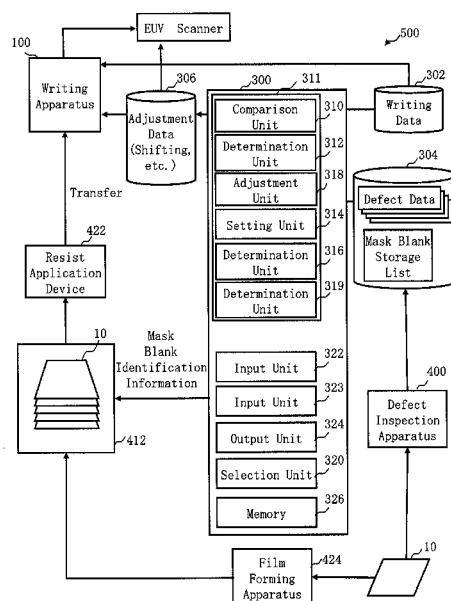 EUV Scanner
500
100
306
300
302
311
Writing
Apparatus
Adjustment
Data
(Shifting,
etc.)
Comparison
Unit
310
Writing
Data
Determination
Unit
312
304
Adjustment
Unit
318
Defect Data
Transfer
Setting Unit
314
Mask Blank
Storage
List
422
Determination
Unit
316
Resist
Application
Device
Determination
Unit
319
10
Mask
Blank
Identification
Information
Input Unit
322
400
Input Unit
323
Defect
Inspection
Apparatus
Output Unit
324
412
Selection Unit
320
Memory
326
424
10
Film
Forming
Apparatus